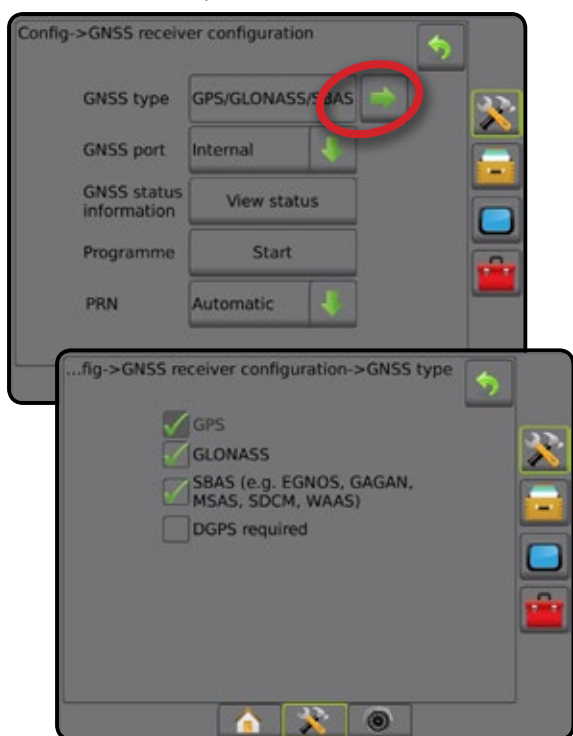 Config->GNSS receiver configuration
GNSS type GPS/GLONASS/SBAS
GNSS port Internal
GNSS status
information View status
Programme Start
PRN Automatic
...fig->GNSS receiver configuration->GNSS type
GPS
GLONASS
SBAS (e.g. EGNOS, GAGAN,
MSAS, SDCM, WAAS)
DGPS required